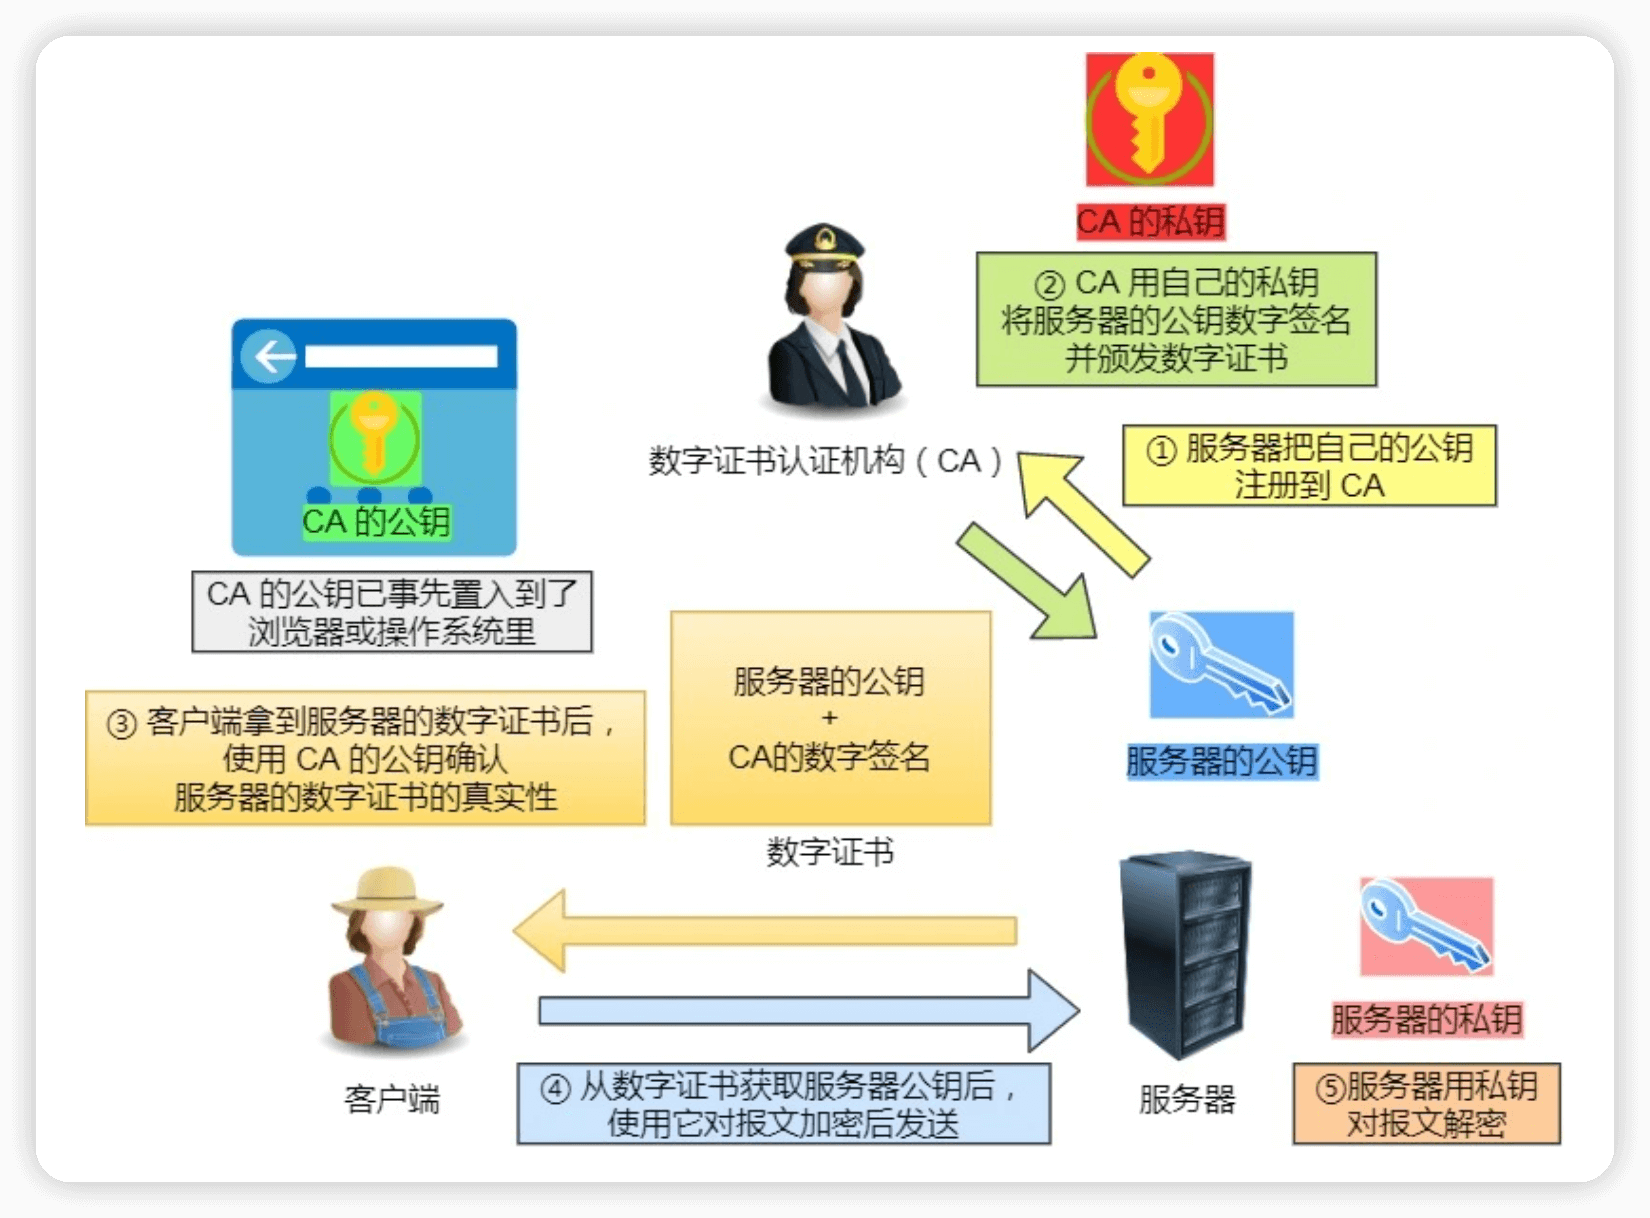 CA 的私钥
② CA 用自己的私钥
将服务器的公钥数字签名
并颁发数字证书
数字证书认证机构（CA）
① 服务器把自己的公钥
注册到 CA
CA 的公钥
CA 的公钥已事先置入到了
浏览器或操作系统里
服务器的公钥
+
CA的数字签名
数字证书
服务器的公钥
③ 客户端拿到服务器的数字证书后，
使用 CA 的公钥确认
服务器的数字证书的真实性
客户端
服务器
服务器的私钥
④ 从数字证书获取服务器公钥后，
使用它对报文加密后发送
⑤服务器用私钥
对报文解密